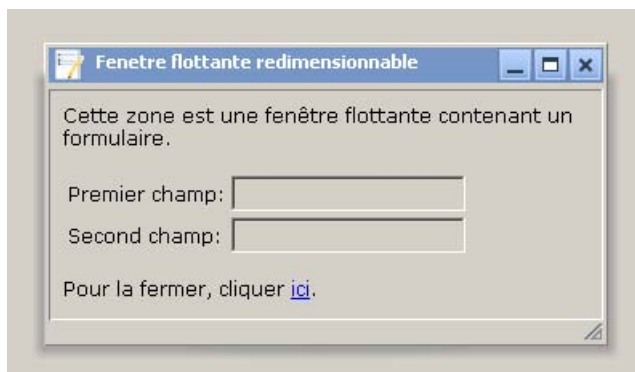 Fenetre flottante redimensionnable
Cette zone est une fenêtre flottante contenant un
formulaire.
Premier champ:
Second champ:
Pour la fermer, cliquer ici.